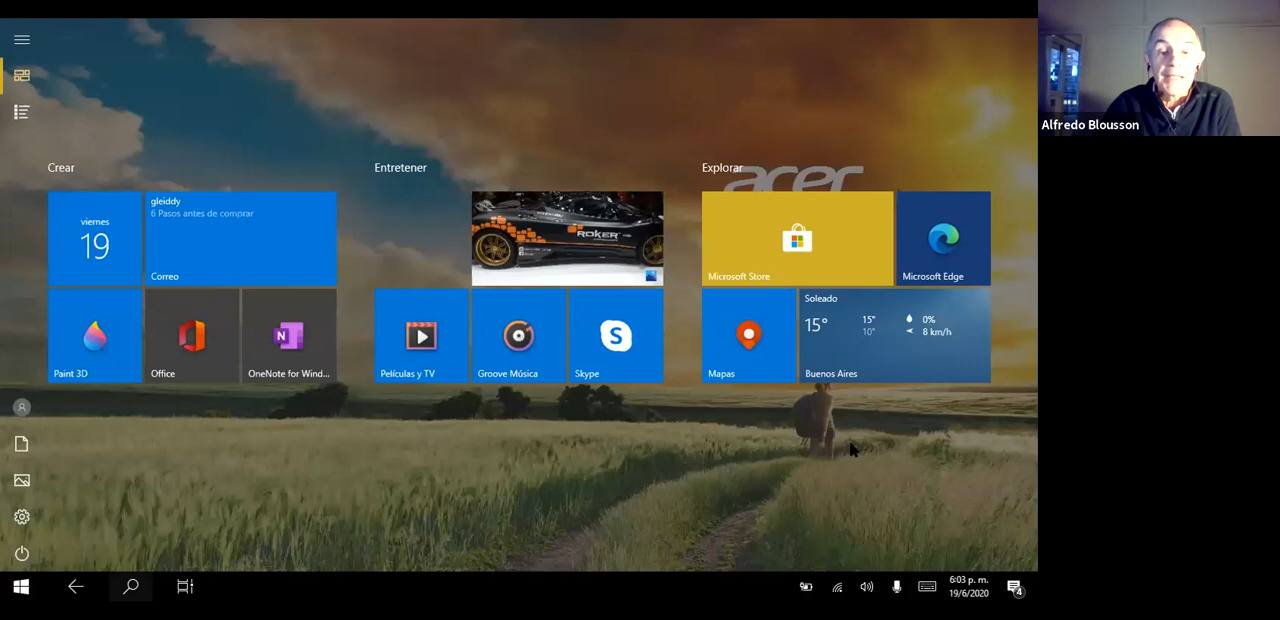 Alfredo Blousson
Crear
Entretener
Explorar
acer
viernes
19
gleiddy
6 Pasos antes de comprar
Correo
ROKER
Microsoft Store
Microsoft Edge
Paint 3D
Office
N
OneNote for Wind...
Películas y TV
Groove Música
S
Skype
Mapas
Soleado
15°
15°
10°
0%
8 km/h
Buenos Aires
6:03 p. m.
19/6/2020
4